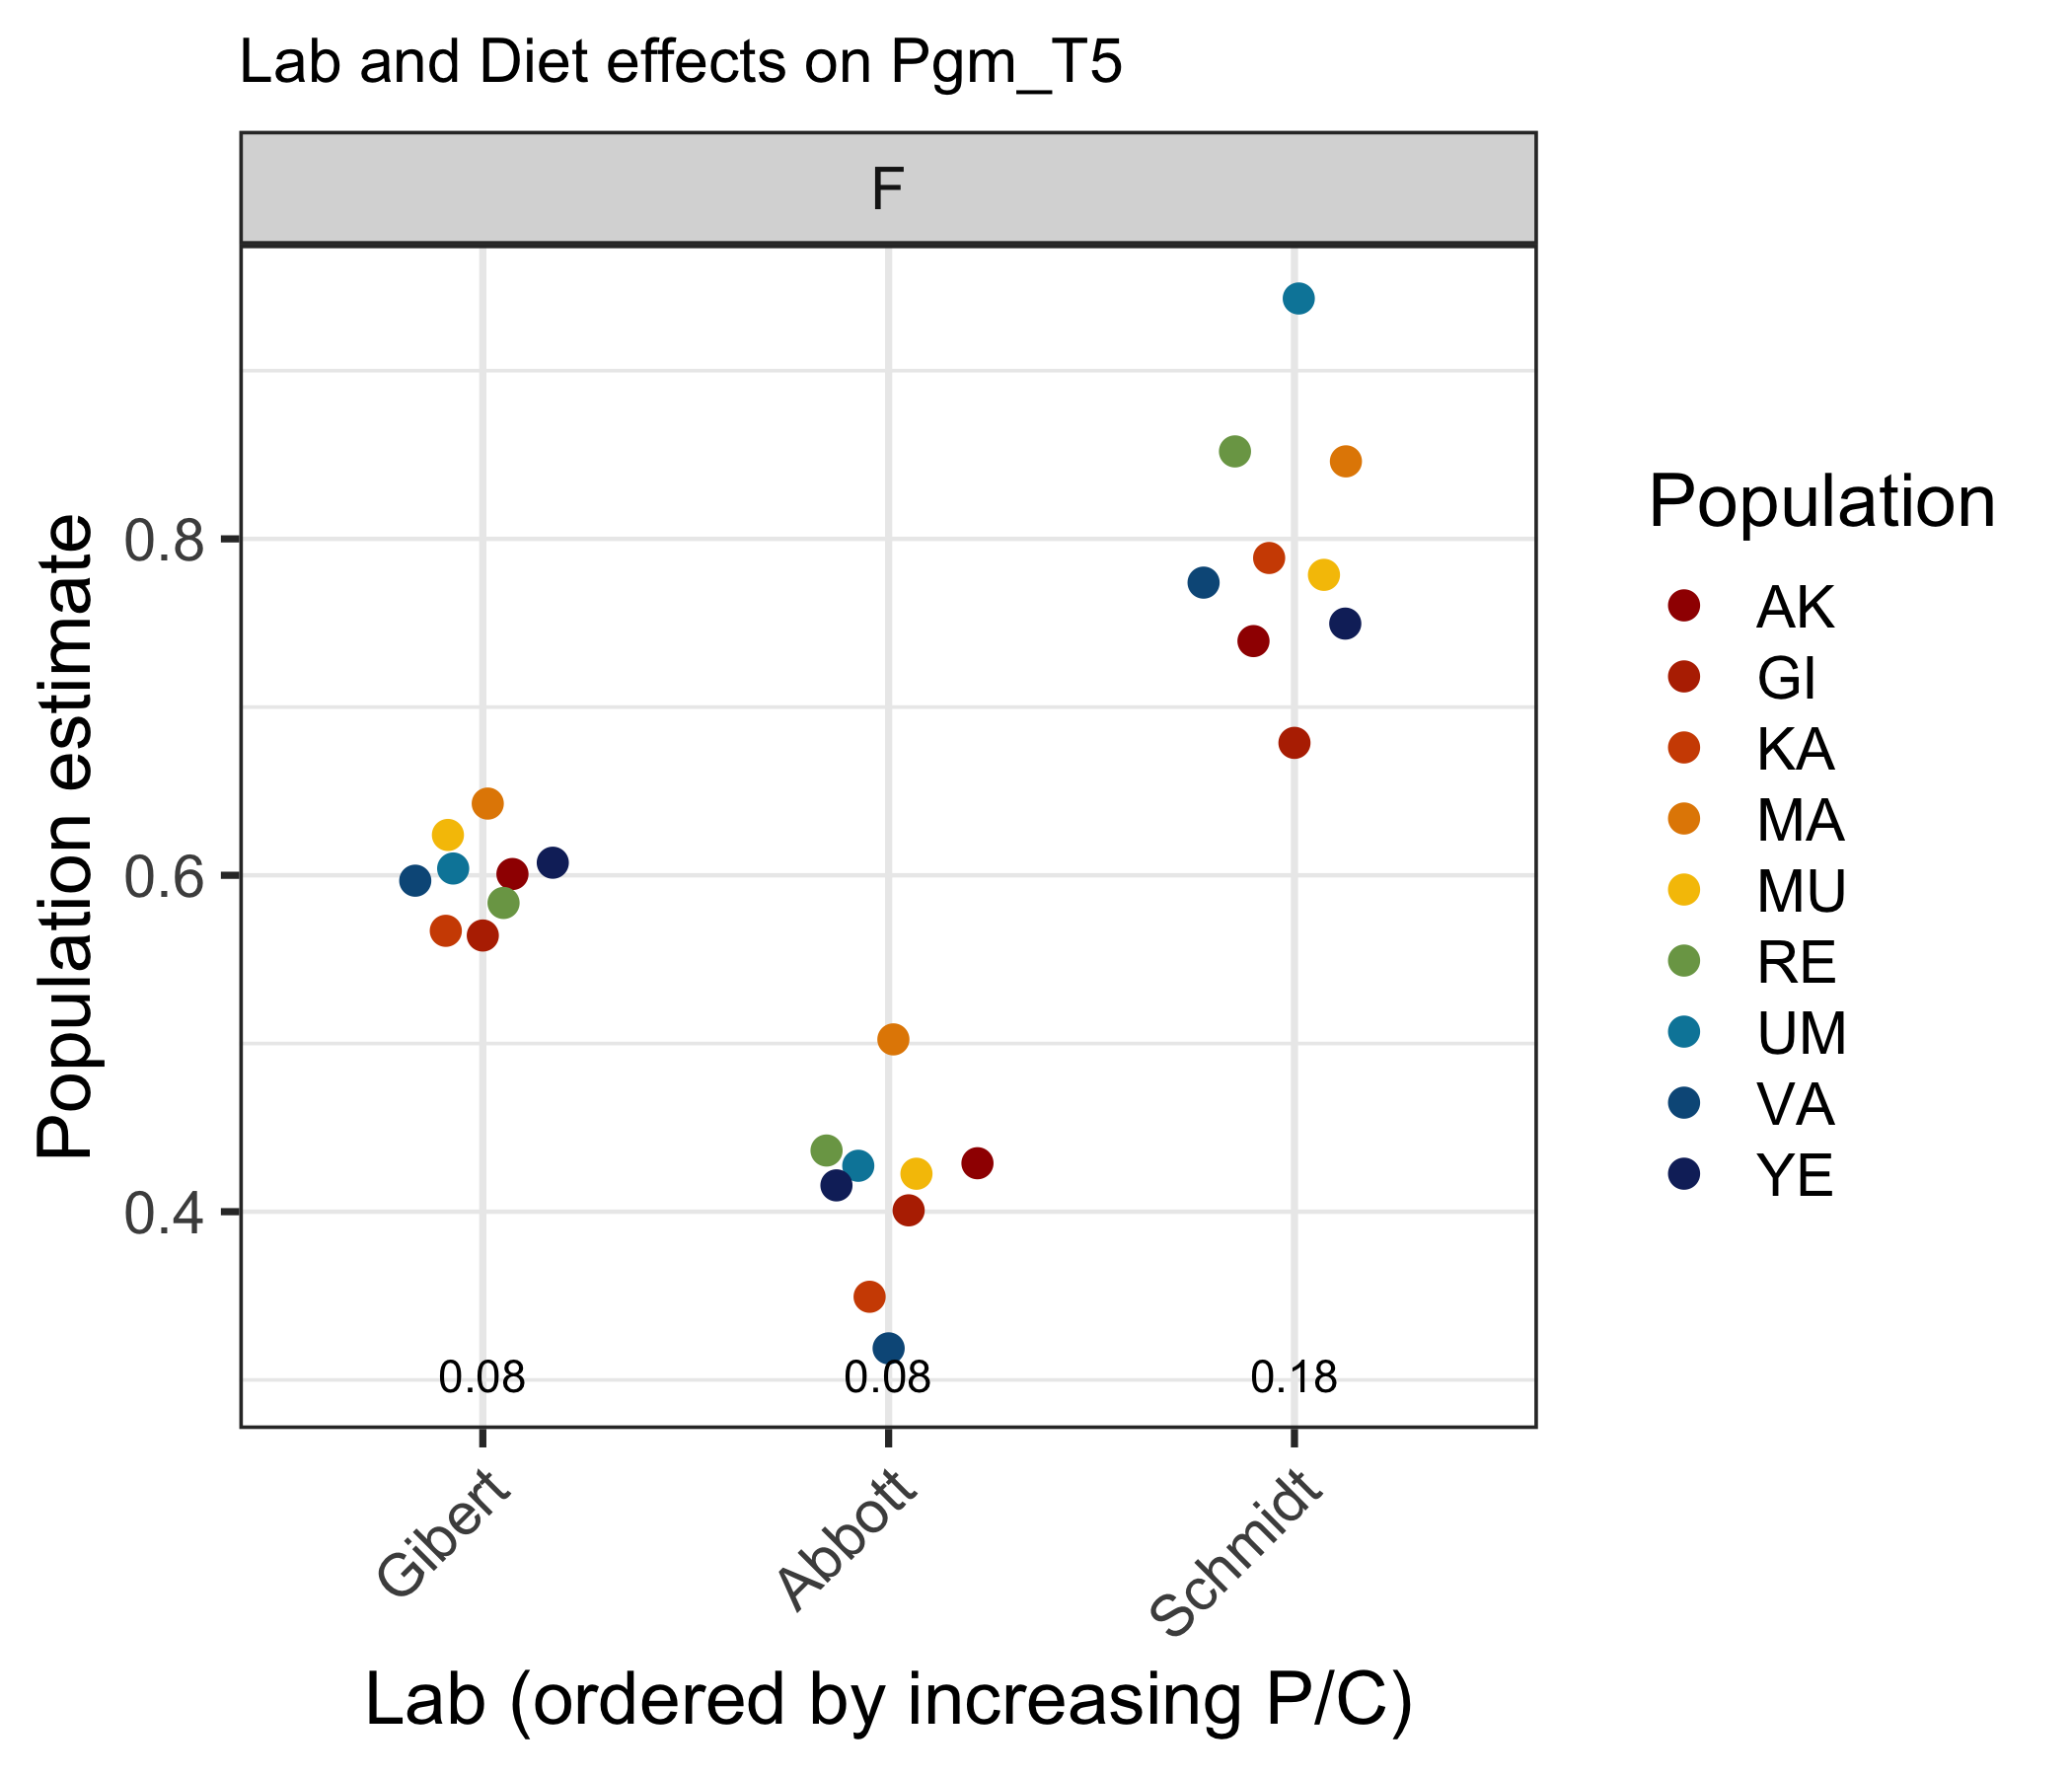 Lab and Diet effects on Pgm_T5
F
Population estimate
0.8
0.6
0.4
0.08
0.08
0.18
Gibert
Abbott
Schmidt
Lab (ordered by increasing P/C)
Population
AK
GI
KA
MA
MU
RE
UM
VA
YE